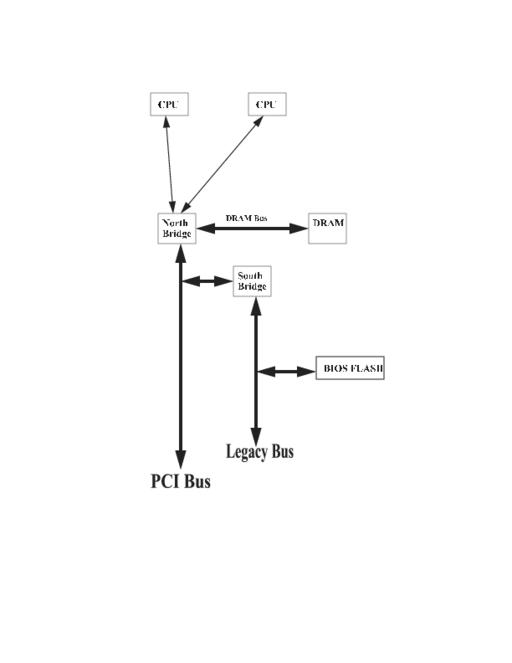 CPU
CPU
North
Bridge
DRAM Bus
DRAM
South
Bridge
BIOS FLASH
Legacy Bus
PCI Bus